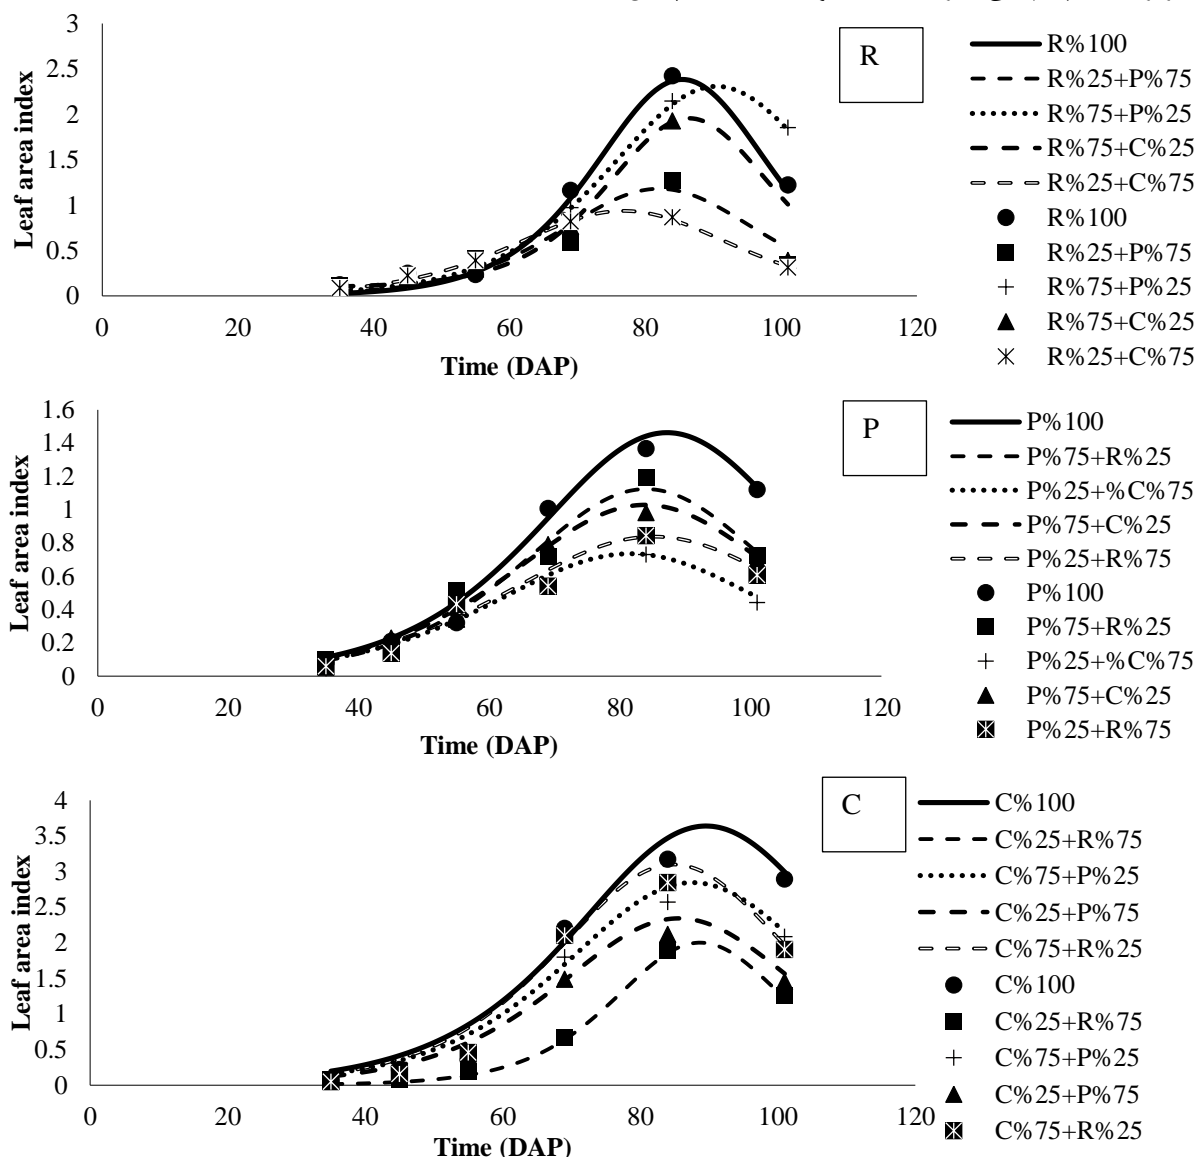 3
2.5
2
1.5
1
0.5
0
0
20
40
60
80
100
120
Leaf area index
Time (DAP)
R
R%100
R%25+P%75
R%75+P%25
R%75+C%25
R%25+C%75
R%100
R%25+P%75
R%75+P%25
R%75+C%25
R%25+C%75
1.6
1.4
1.2
1
0.8
0.6
0.4
0.2
0
0
20
40
60
80
100
120
Leaf area index
Time (DAP)
P
P%100
P%75+R%25
P%25+%C%75
P%75+C%25
P%25+R%75
P%100
P%75+R%25
P%25+%C%75
P%75+C%25
P%25+R%75
4
3.5
3
2.5
2
1.5
1
0.5
0
0
20
40
60
80
100
120
Leaf area index
Time (DAP)
C
C%100
C%25+R%75
C%75+P%25
C%25+P%75
C%75+R%25
C%100
C%25+R%75
C%75+P%25
C%25+P%75
C%75+R%25